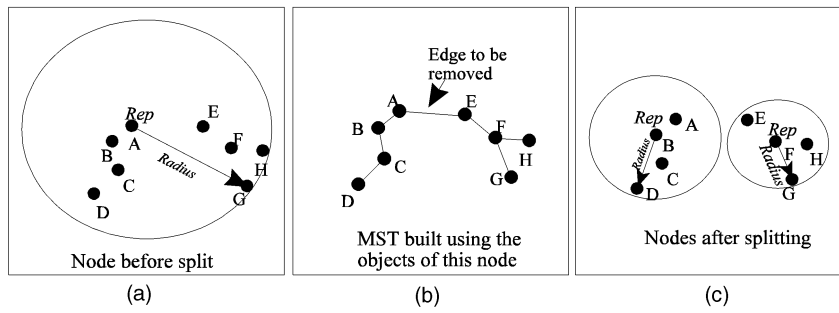 Rep
A
B
C
D
E
F
H
G
Radius
Node before split
(a)
Edge to be
removed
A
B
C
D
E
F
H
G
MST built using the
objects of this node
(b)
Rep
A
B
C
D
Radius
E
Rep
F
H
G
Radius
Nodes after splitting
(c)